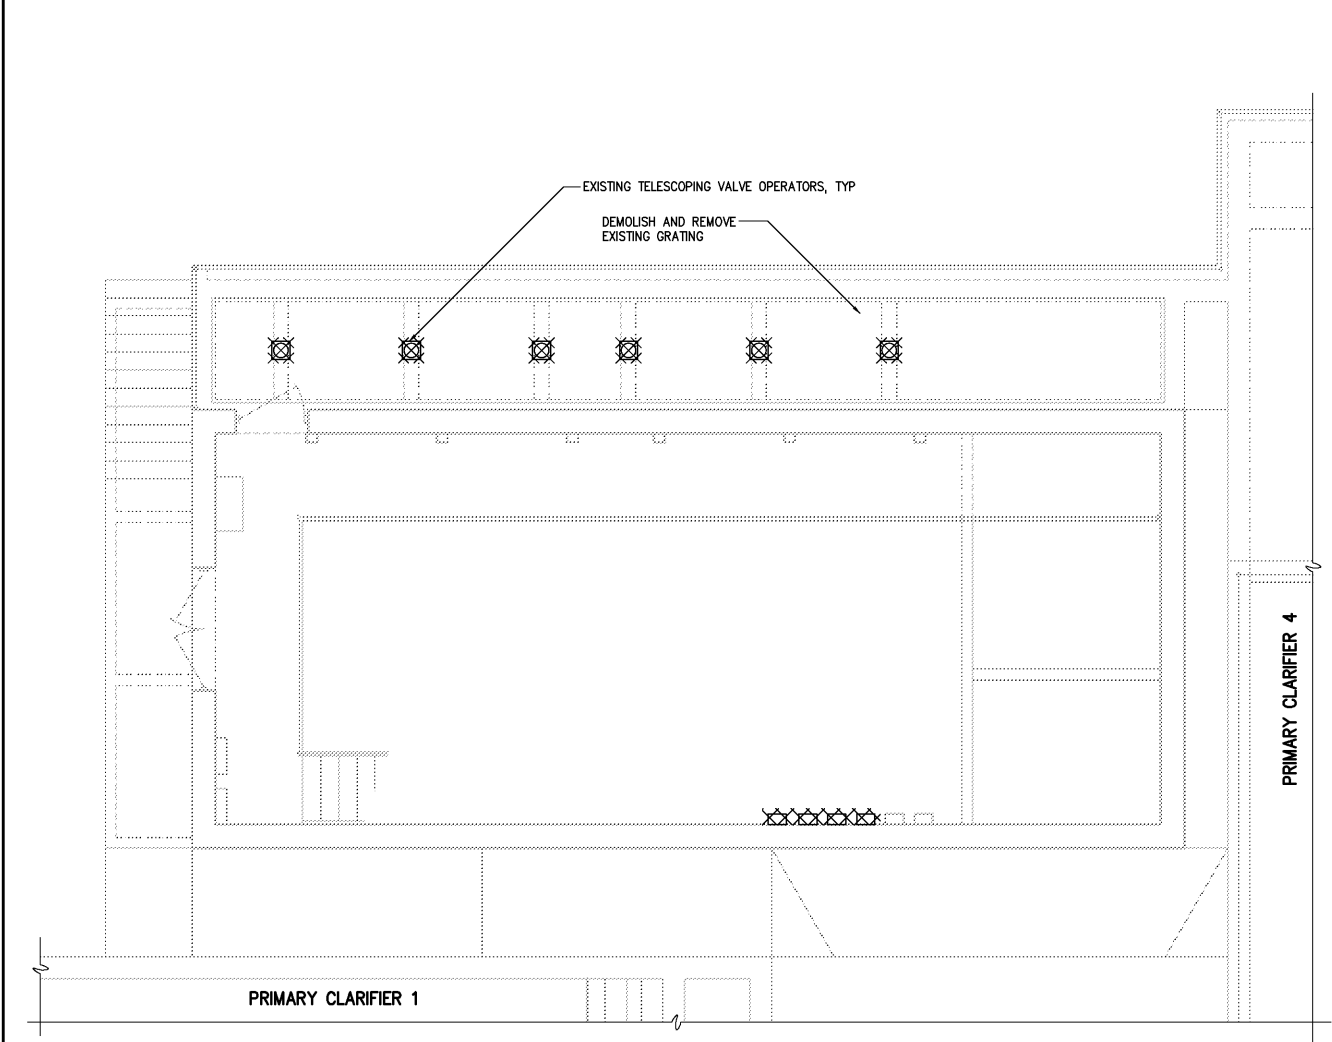 EXISTING TELESCOPING VALVE OPERATORS, TYP
DEMOLISH AND REMOVE
EXISTING GRATING
PRIMARY CLARIFIER 4
PRIMARY CLARIFIER 1